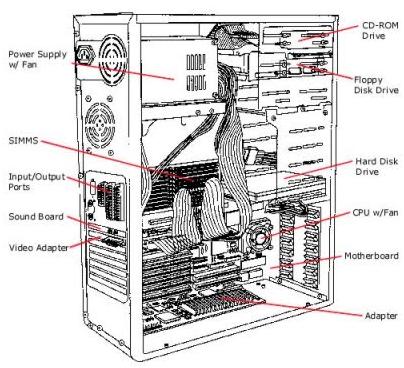 CD-ROM
Drive
Power Supply
w/ Fan
Floppy
Disk Drive
SIMMS
Hard Disk
Drive
Input/Output
Ports
Sound Board
CPU w/Fan
Video Adapter
Motherboard
Adapter